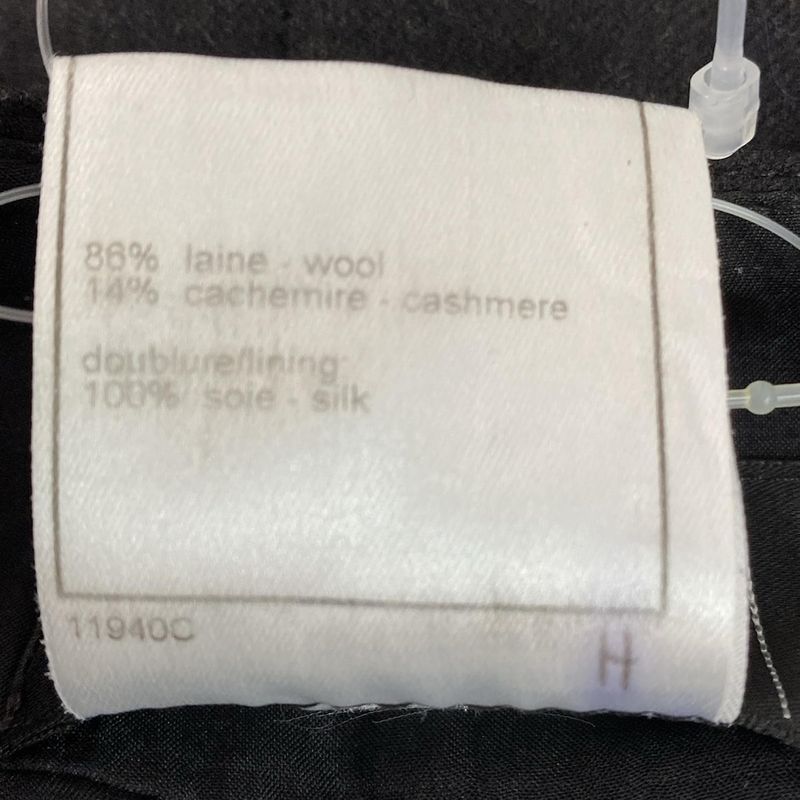 86% laine - wool
14% cachemire - cashmere
doublure/lining
100% soie - silk
11940C
H